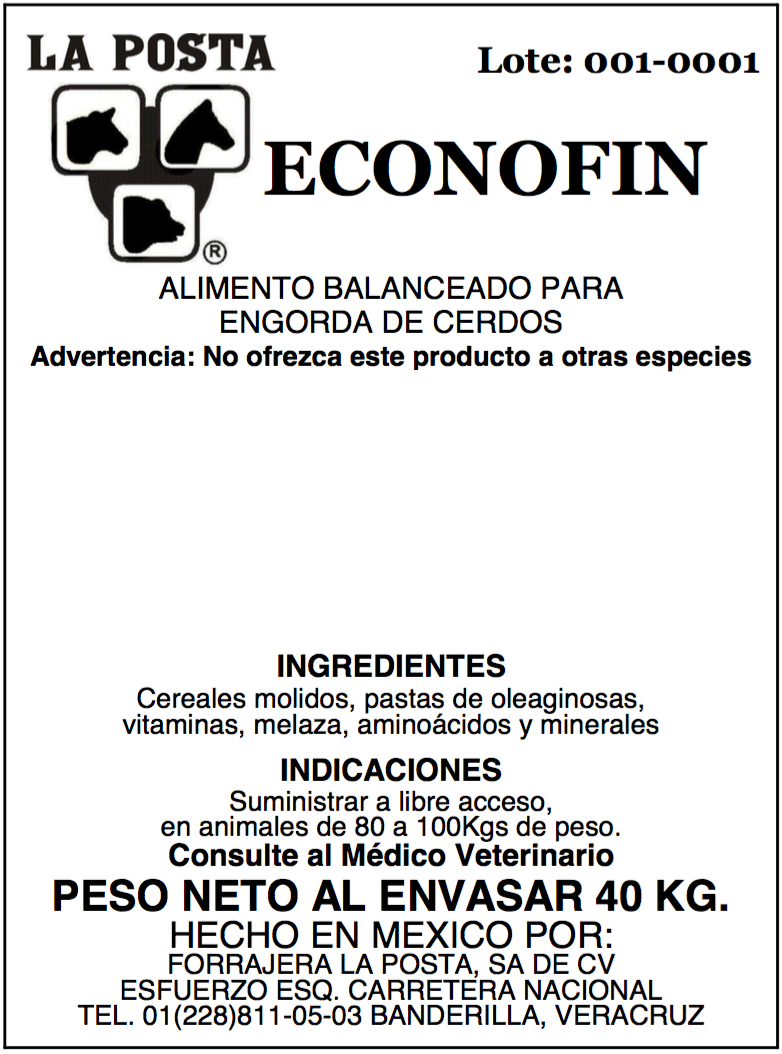 LA POSTA
Lote: 001-0001
®
ECONOFIN
ALIMENTO BALANCEADO PARA
ENGORDA DE CERDOS
Advertencia: No ofrezca este producto a otras especies
INGREDIENTES
Cereales molidos, pastas de oleaginosas,
vitaminas, melaza, aminoácidos y minerales
INDICACIONES
Suministrar a libre acceso,
en animales de 80 a 100Kgs de peso.
Consulte al Médico Veterinario
PESO NETO AL ENVASAR 40 KG.
HECHO EN MEXICO POR:
FORRAJERA LA POSTA, SA DE CV
ESFUERZO ESQ. CARRETERA NACIONAL
TEL. 01(228)811-05-03 BANDERILLA, VERACRUZ